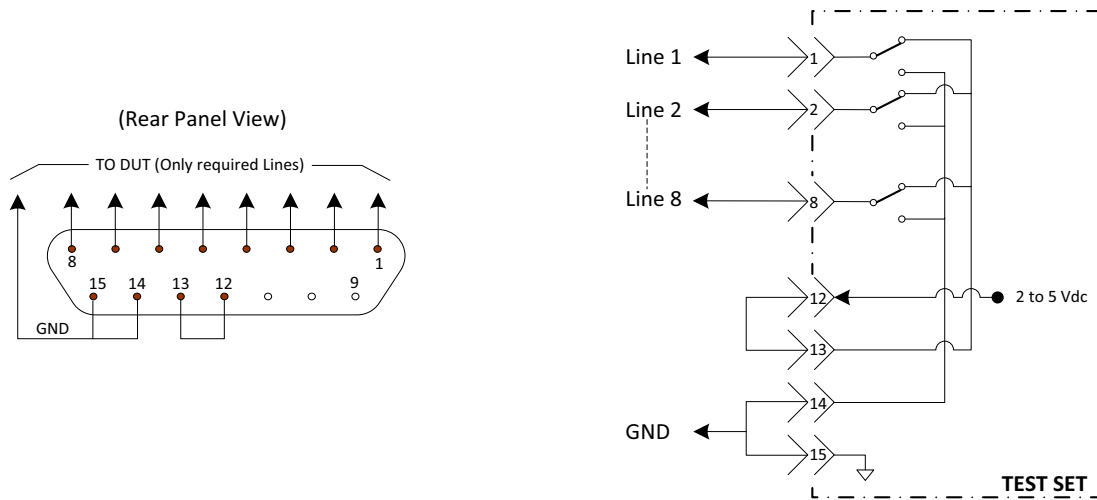 (Rear Panel View)
TO DUT (Only required Lines)
8
1
15
14
13
12
9
GND
Line 1
1
Line 2
2
Line 8
8
12
2 to 5 Vdc
13
14
GND
15
TEST SET